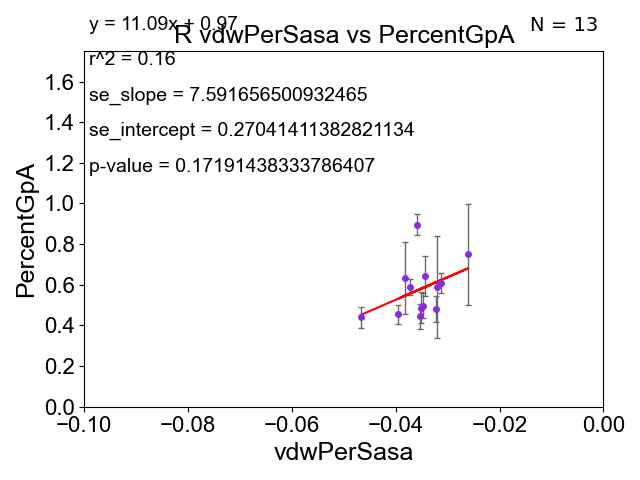 y = 11.09x + 0.97
N = 13
R vdwPerSasa vs PercentGpA
r^2 = 0.16
se_slope = 7.591656500932465
se_intercept = 0.27041411382821134
p-value = 0.17191438333786407
PercentGpA
1.6
1.4
1.2
1.0
0.8
0.6
0.4
0.2
0.0
−0.10
−0.08
−0.06
−0.04
−0.02
0.00
vdwPerSasa